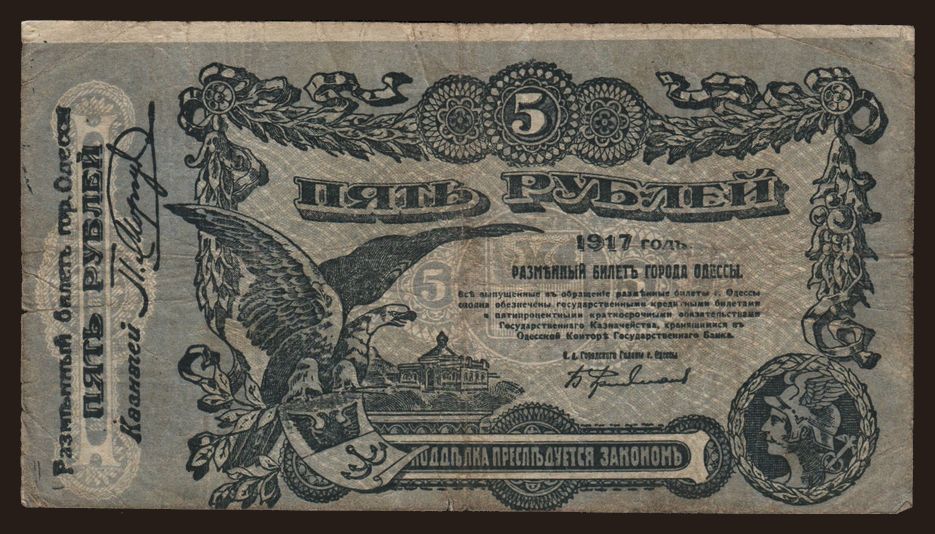 Размѣнный билетъ гор. Одессы
ПЯТЬ РУБЛЕЙ
Казначей
5
ПЯТЬ РУБЛЕЙ
1917 годъ.
РАЗМѢННЫЙ БИЛЕТЪ ГОРОДА ОДЕССЫ.
5
Всѣ выпущенные въ обращеніе размѣнные билеты г. Одессы
сполна обезпечены государственными кредитными билетами
и пятипроцентными краткосрочными обязательствами
Государственнаго Казначейства, хранящимися въ
Одесской Конторѣ Государственнаго Банка.
И. д. Городского Головы г. Одессы
ПОДДѢЛКА ПРЕСЛѢДУЕТСЯ ЗАКОНОМЪ